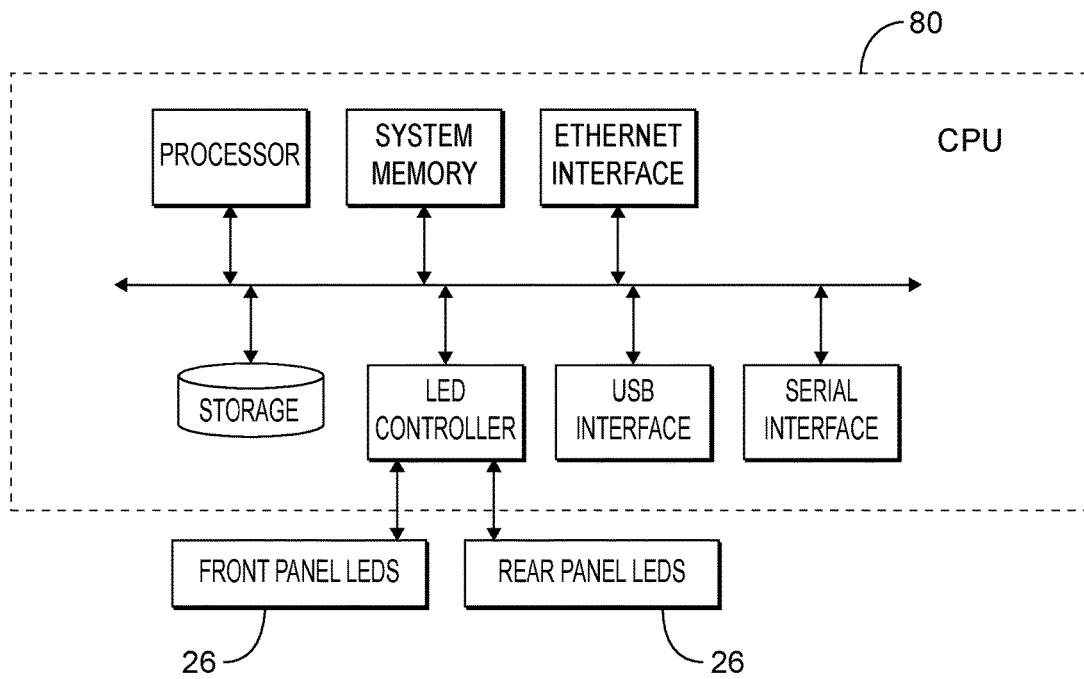 80
CPU
PROCESSOR
SYSTEM
MEMORY
ETHERNET
INTERFACE
STORAGE
LED
CONTROLLER
USB
INTERFACE
SERIAL
INTERFACE
FRONT PANEL LEDS
REAR PANEL LEDS
26
26